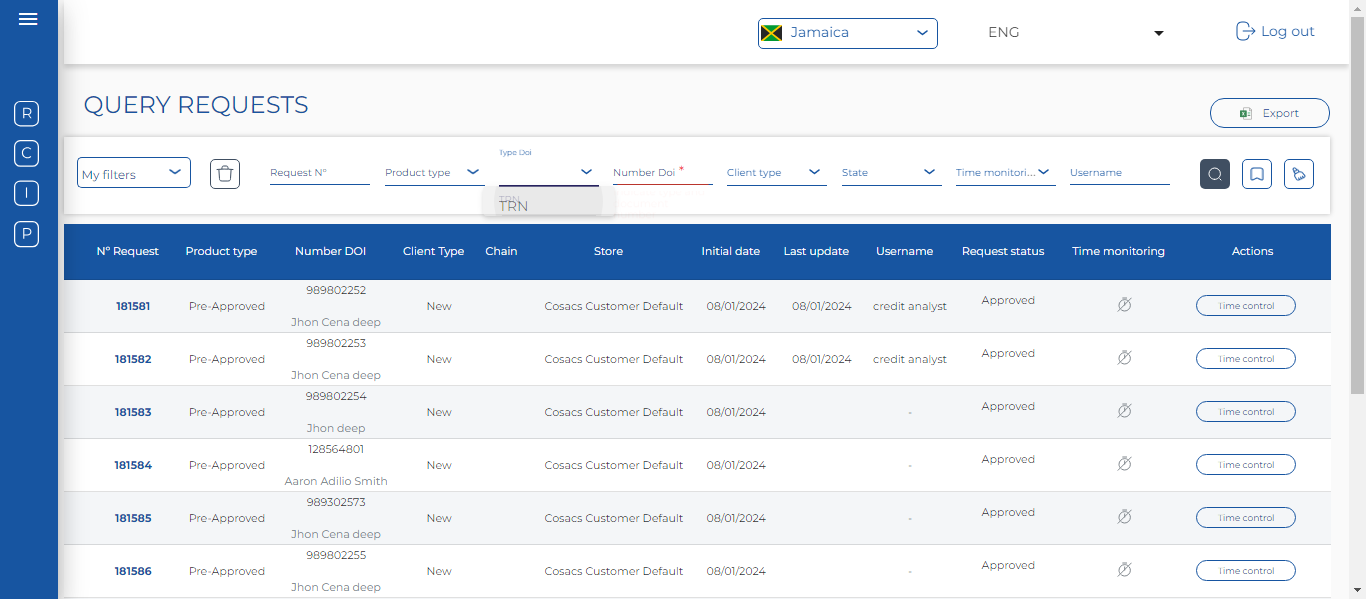 Jamaica
ENG
Log out
R
C
I
P
QUERY REQUESTS
Export
My filters
Request N°
Product type
Type Doi
Number Doi *
Client type
State
Time monitori...
Username
TRN
TRN
N° Request Product type Number DOI Client Type Chain Store Initial date Last update Username Request status Time monitoring Actions
181581 Pre-Approved 989802252 New Cosacs Customer Default 08/01/2024 08/01/2024 credit analyst Approved Time control
Jhon Cena deep
181582 Pre-Approved 989802253 New Cosacs Customer Default 08/01/2024 08/01/2024 credit analyst Approved Time control
Jhon Cena deep
181583 Pre-Approved 989802254 New Cosacs Customer Default 08/01/2024 - Approved Time control
Jhon deep
181584 Pre-Approved 128564801 New Cosacs Customer Default 08/01/2024 - Approved Time control
Aaron Adilio Smith
181585 Pre-Approved 989302573 New Cosacs Customer Default 08/01/2024 - Approved Time control
Jhon Cena deep
181586 Pre-Approved 989802255 New Cosacs Customer Default 08/01/2024 - Approved Time control
Jhon Cena deep